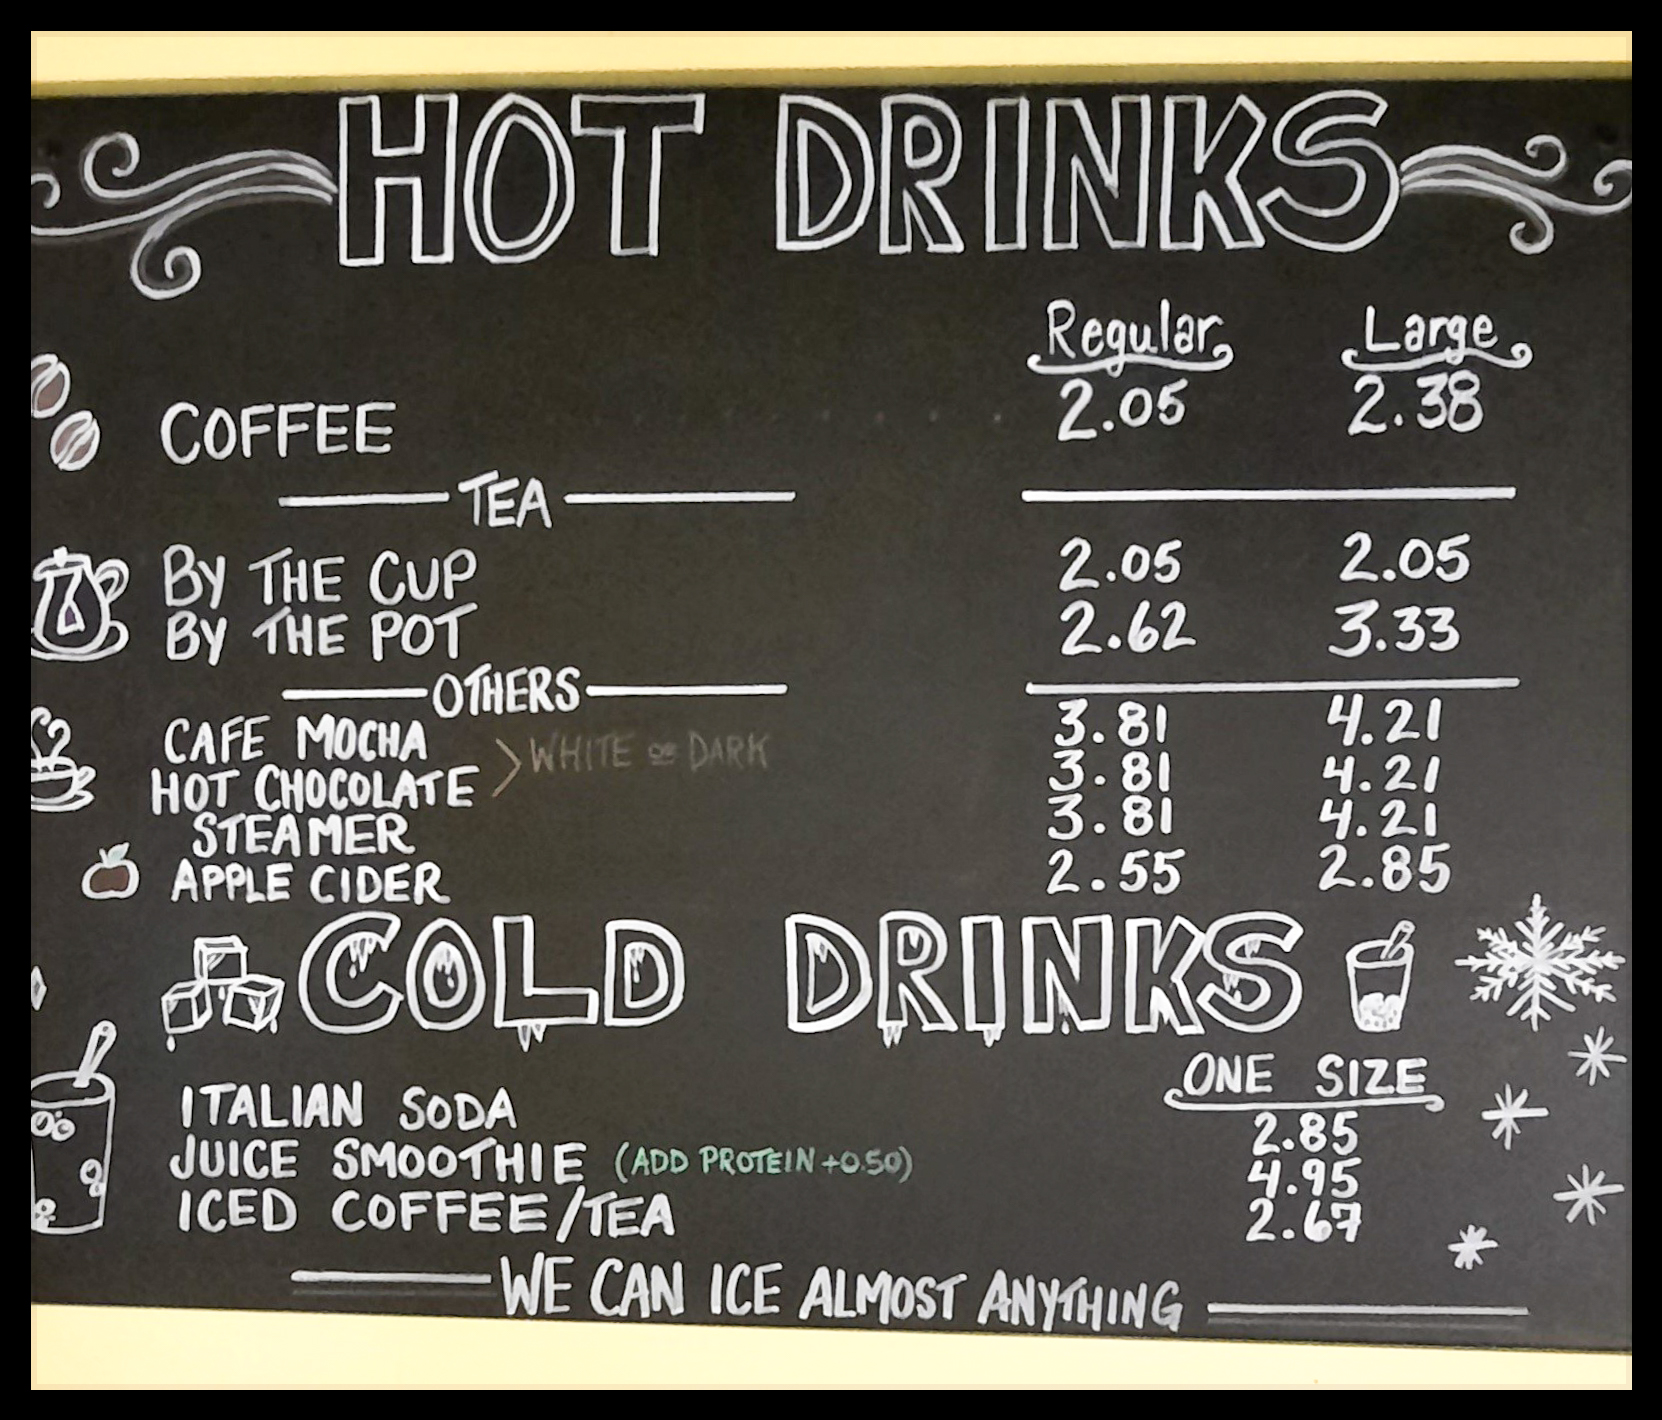 HOT DRINKS
Regular Large
COFFEE 2.05 2.38
TEA
BY THE CUP 2.05 2.05
BY THE POT 2.62 3.33
OTHERS
CAFE MOCHA 3.81 4.21
> WHITE or DARK
HOT CHOCOLATE 3.81 4.21
STEAMER 3.81 4.21
APPLE CIDER 2.55 2.85
COLD DRINKS
ONE SIZE
ITALIAN SODA 2.85
JUICE SMOOTHIE (ADD PROTEIN +0.50) 4.95
ICED COFFEE/TEA 2.67
WE CAN ICE ALMOST ANYTHING